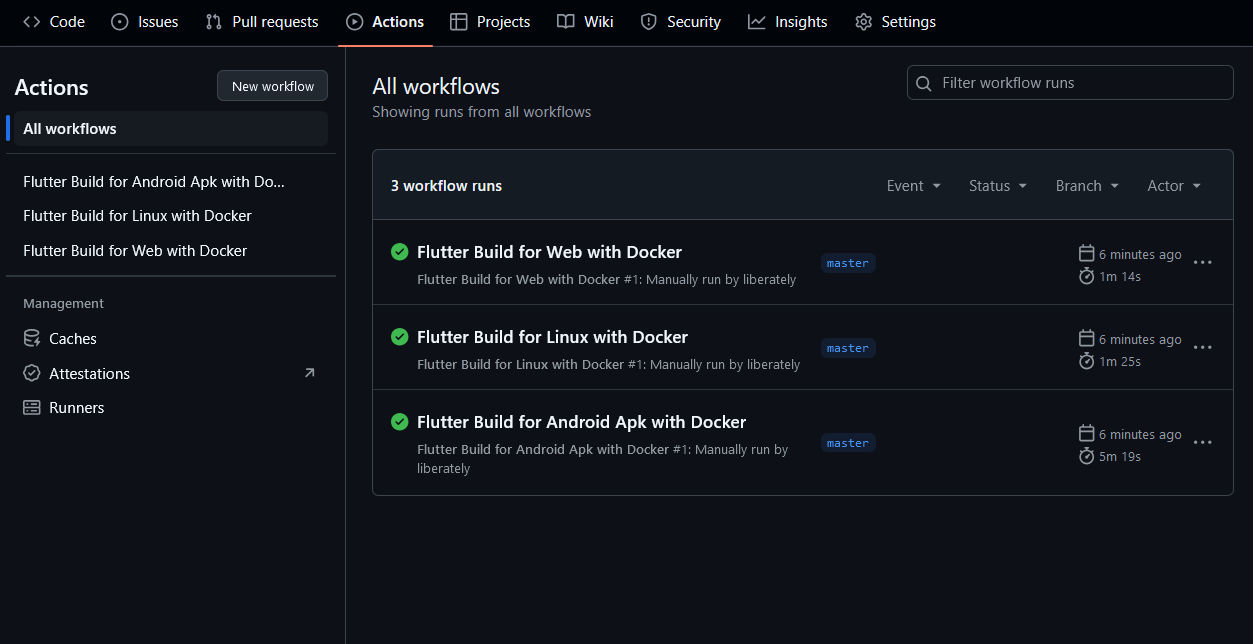 Code Issues Pull requests Actions Projects Wiki Security Insights Settings
Actions
New workflow
All workflows
Flutter Build for Android Apk with Do...
Flutter Build for Linux with Docker
Flutter Build for Web with Docker
Management
Caches
Attestations
Runners
All workflows
Showing runs from all workflows
Filter workflow runs
3 workflow runs
Event Status Branch Actor
Flutter Build for Web with Docker
Flutter Build for Web with Docker #1: Manually run by liberately
master
6 minutes ago
1m 14s
Flutter Build for Linux with Docker
Flutter Build for Linux with Docker #1: Manually run by liberately
master
6 minutes ago
1m 25s
Flutter Build for Android Apk with Docker
Flutter Build for Android Apk with Docker #1: Manually run by
liberately
master
6 minutes ago
5m 19s